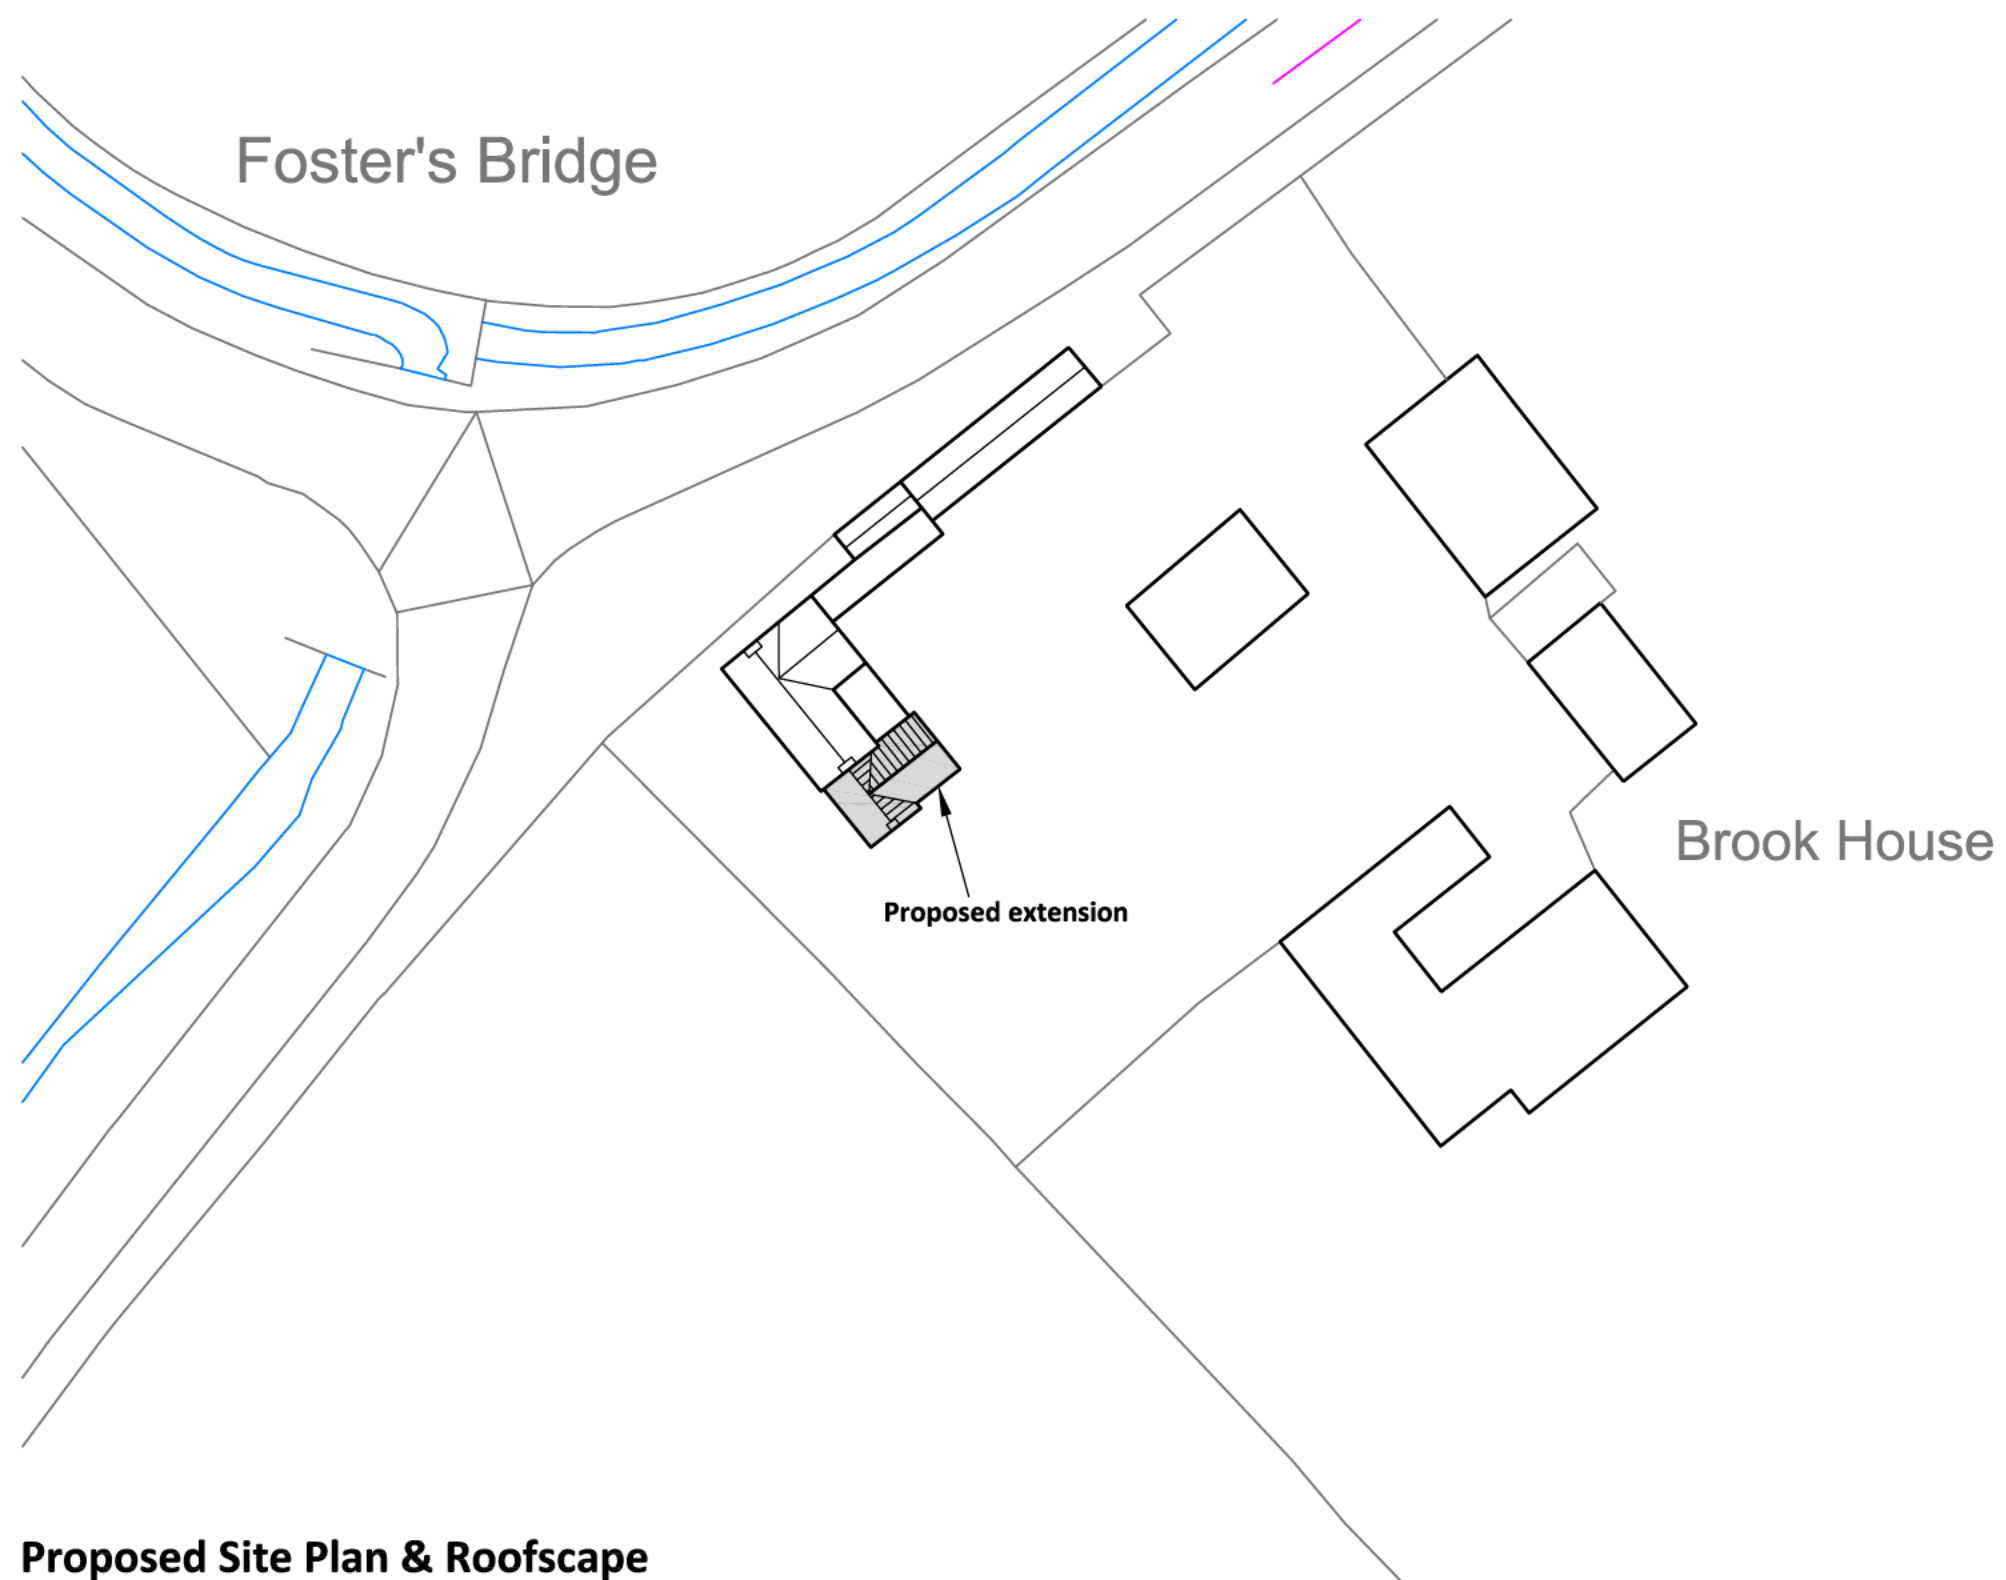 Foster's Bridge
Brook House
Proposed extension
Proposed Site Plan & Roofscape